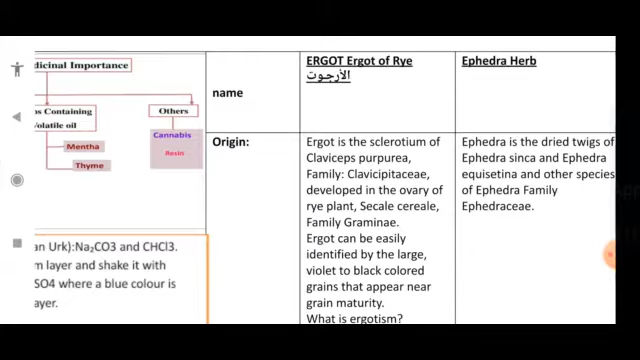 dicinal Importance
ps Containing
Volatile oil
Others
Mentha
Cannabis
Resin
Thyme
an Urk):Na₂CO3 and CHCl3.
m layer and shake it with
SO4 where a blue colour is
ayer.
name
ERGOT Ergot of Rye
الأرجوت
Ephedra Herb
Origin:
Ergot is the sclerotium of
Claviceps purpurea,
Family: Clavicipitaceae,
developed in the ovary of
rye plant, Secale cereale,
Family Graminae.
Ergot can be easily
identified by the large,
violet to black colored
grains that appear near
grain maturity.
What is ergotism?
Ephedra is the dried twigs of
Ephedra sinca and Ephedra
equisetina and other species
of Ephedra Family
Ephedraceae.